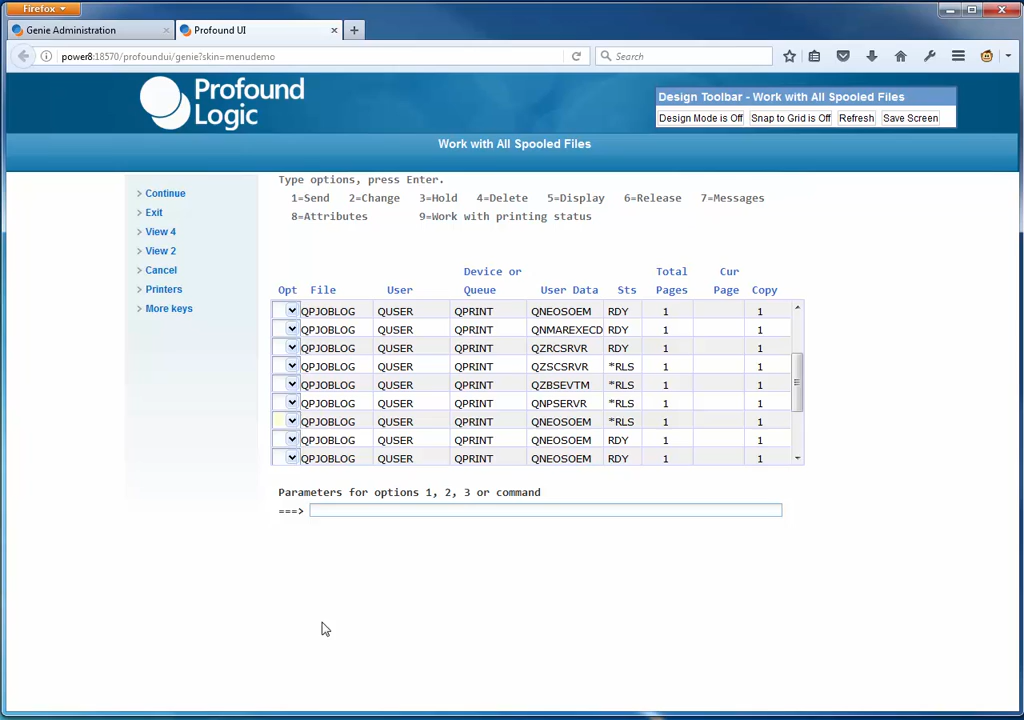 Firefox
Genie Administration × Profound UI × +
power8:18570/profoundui/genie?skin=menudemo Search
Profound Logic
Design Toolbar - Work with All Spooled Files
Design Mode is Off Snap to Grid is Off Refresh Save Screen
Work with All Spooled Files
> Continue
> Exit
> View 4
> View 2
> Cancel
> Printers
> More keys
Type options, press Enter.
1=Send 2=Change 3=Hold 4=Delete 5=Display 6=Release 7=Messages
8=Attributes 9=Work with printing status
Device or Total Cur
Opt File User Queue User Data Sts Pages Page Copy
QPJOBLOG QUSER QPRINT QNEOSOEM RDY 1 1
QPJOBLOG QUSER QPRINT QNMAREXECD RDY 1 1
QPJOBLOG QUSER QPRINT QZRCSRVR RDY 1 1
QPJOBLOG QUSER QPRINT QZSCSRVR *RLS 1 1
QPJOBLOG QUSER QPRINT QZBSEVTM *RLS 1 1
QPJOBLOG QUSER QPRINT QNPSERVR *RLS 1 1
QPJOBLOG QUSER QPRINT QNEOSOEM *RLS 1 1
QPJOBLOG QUSER QPRINT QNEOSOEM RDY 1 1
QPJOBLOG QUSER QPRINT QNEOSOEM RDY 1 1
Parameters for options 1, 2, 3 or command
===>